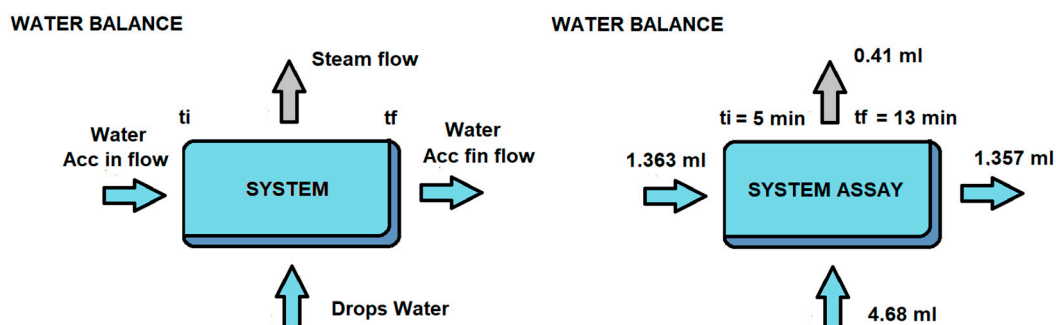 WATER BALANCE
Steam flow
ti
tf
Water
Acc in flow
Water
Acc fin flow
SYSTEM
Drops Water
WATER BALANCE
0.41 ml
ti = 5 min
tf = 13 min
1.363 ml
1.357 ml
SYSTEM ASSAY
4.68 ml